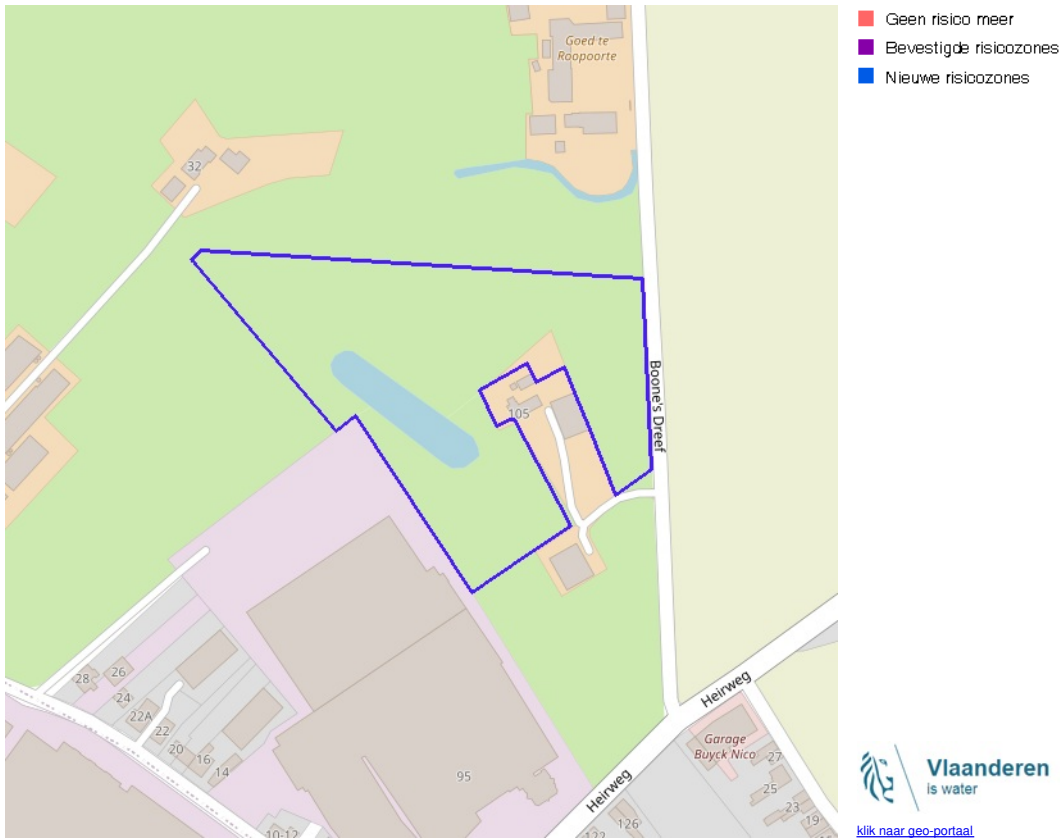 Geen risico meer
Bevestigde risicozones
Nieuwe risicozones
Goed te
Roopoorte
32
105
Boone's Dreef
28
26
24
22A
22
20
16
14
95
10-12
Heirweg
Heirweg
Garage
Buyck Nico
27
25
23
19
126
122
Vlaanderen
is water
klik naar geo-portaal